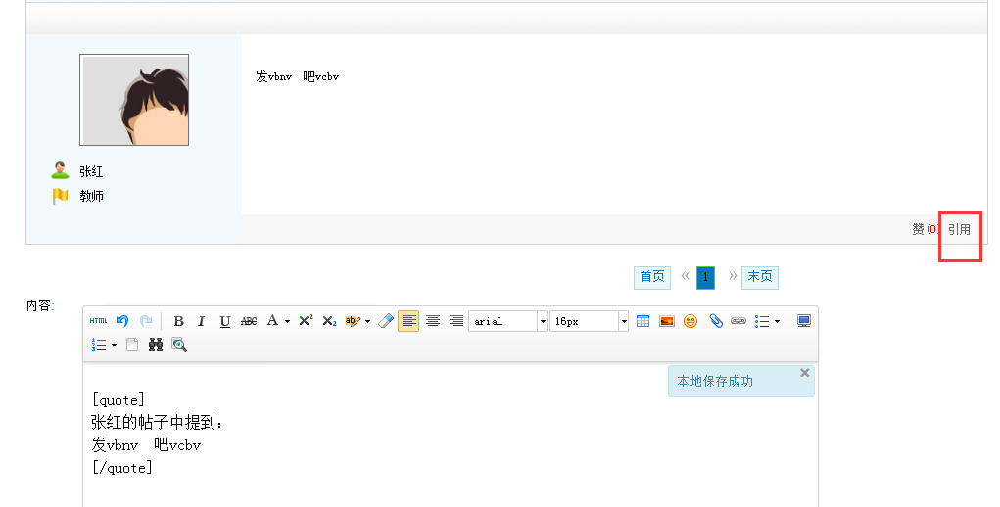 发vbnv 吧vcbv
张红
教师
赞(0) 引用
首页 « 1 » 末页
内容:
HTML B I U ABC A X² X₂ ab arial 16px
本地保存成功
[quote]
张红的帖子中提到:
发vbnv 吧vcbv
[/quote]